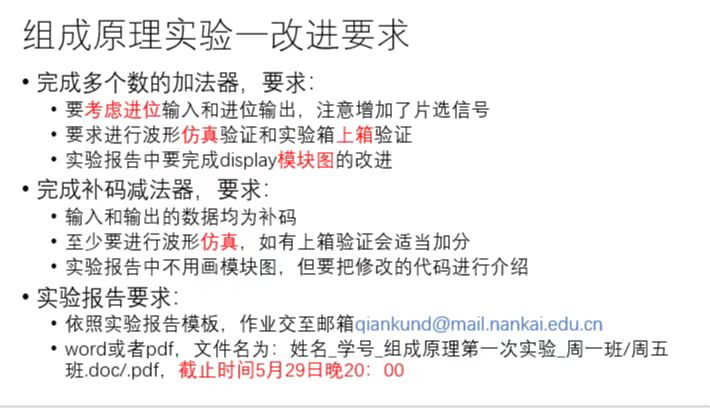 组成原理实验一改进要求
• 完成多个数的加法器，要求：
• 要考虑进位输入和进位输出，注意增加了片选信号
• 要求进行波形仿真验证和实验箱上箱验证
• 实验报告中要完成display模块图的改进
• 完成补码减法器，要求：
• 输入和输出的数据均为补码
• 至少要进行波形仿真，如有上箱验证会适当加分
• 实验报告中不用画模块图，但要把修改的代码进行介绍
• 实验报告要求：
• 依照实验报告模板，作业交至邮箱qiankund@mail.nankai.edu.cn
• word或者pdf，文件名为：姓名_学号_组成原理第一次实验_周一班/周五
班.doc/.pdf，截止时间5月29日晚20：00